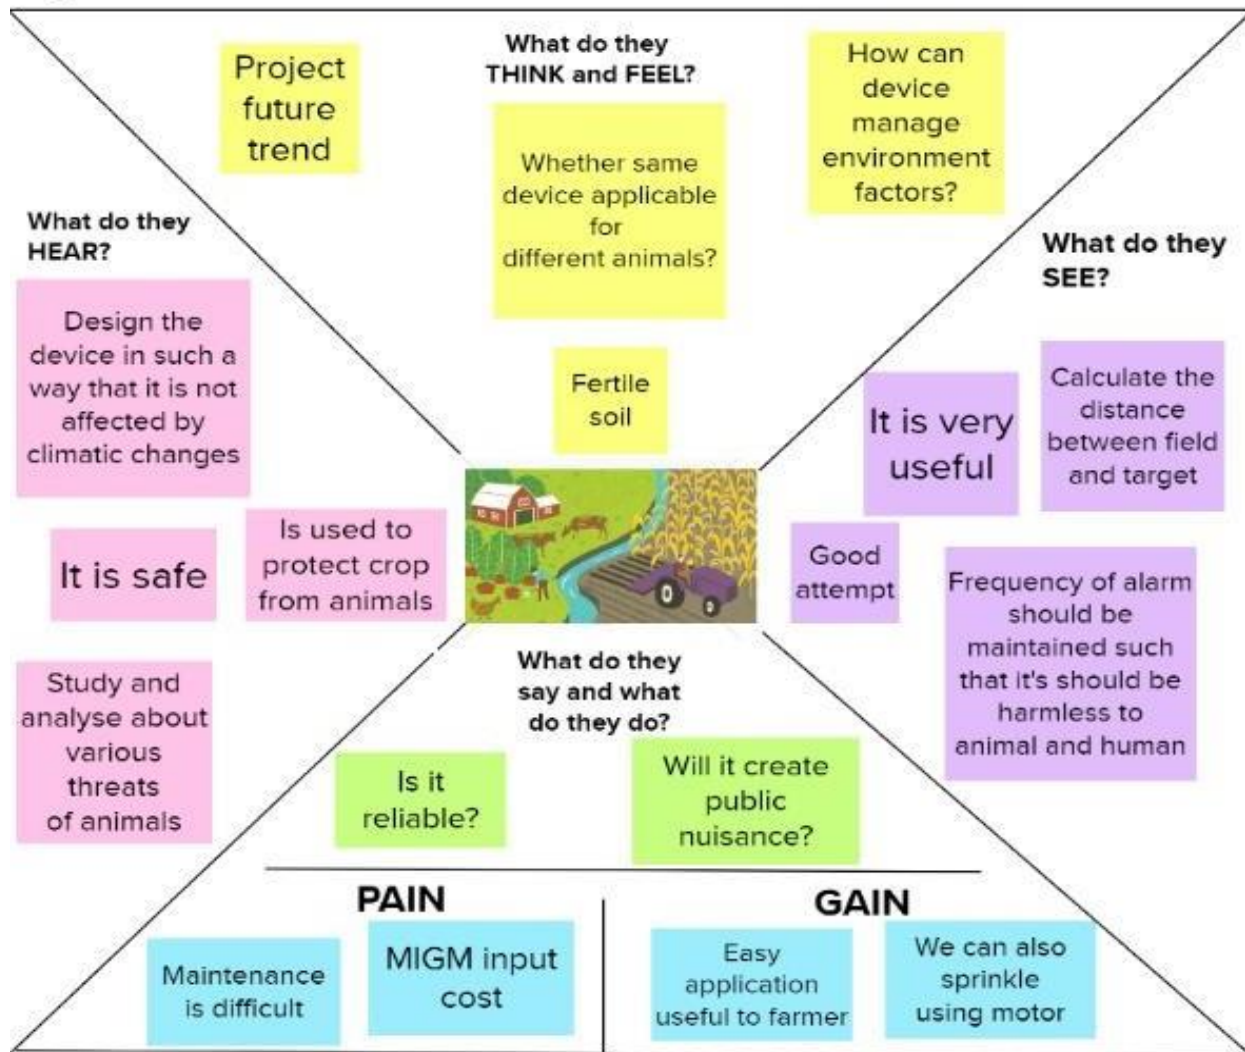 What do they
THINK and FEEL?
Project
future
trend
Whether same
device applicable
for
different animals?
How can
device
manage
environment
factors?
Fertile
soil
What do they
HEAR?
Design the
device in such a
way that it is not
affected by
climatic changes
It is safe
Is used to
protect crop
from animals
Study and
analyse about
various
threats
of animals
What do they
SEE?
It is very
useful
Calculate the
distance
between field
and target
Good
attempt
Frequency of alarm
should be
maintained such
that it's should be
harmless to
animal and human
What do they
say and what
do they do?
Is it
reliable?
Will it create
public
nuisance?
PAIN
Maintenance
is difficult
MIGM input
cost
GAIN
Easy
application
useful to farmer
We can also
sprinkle
using motor